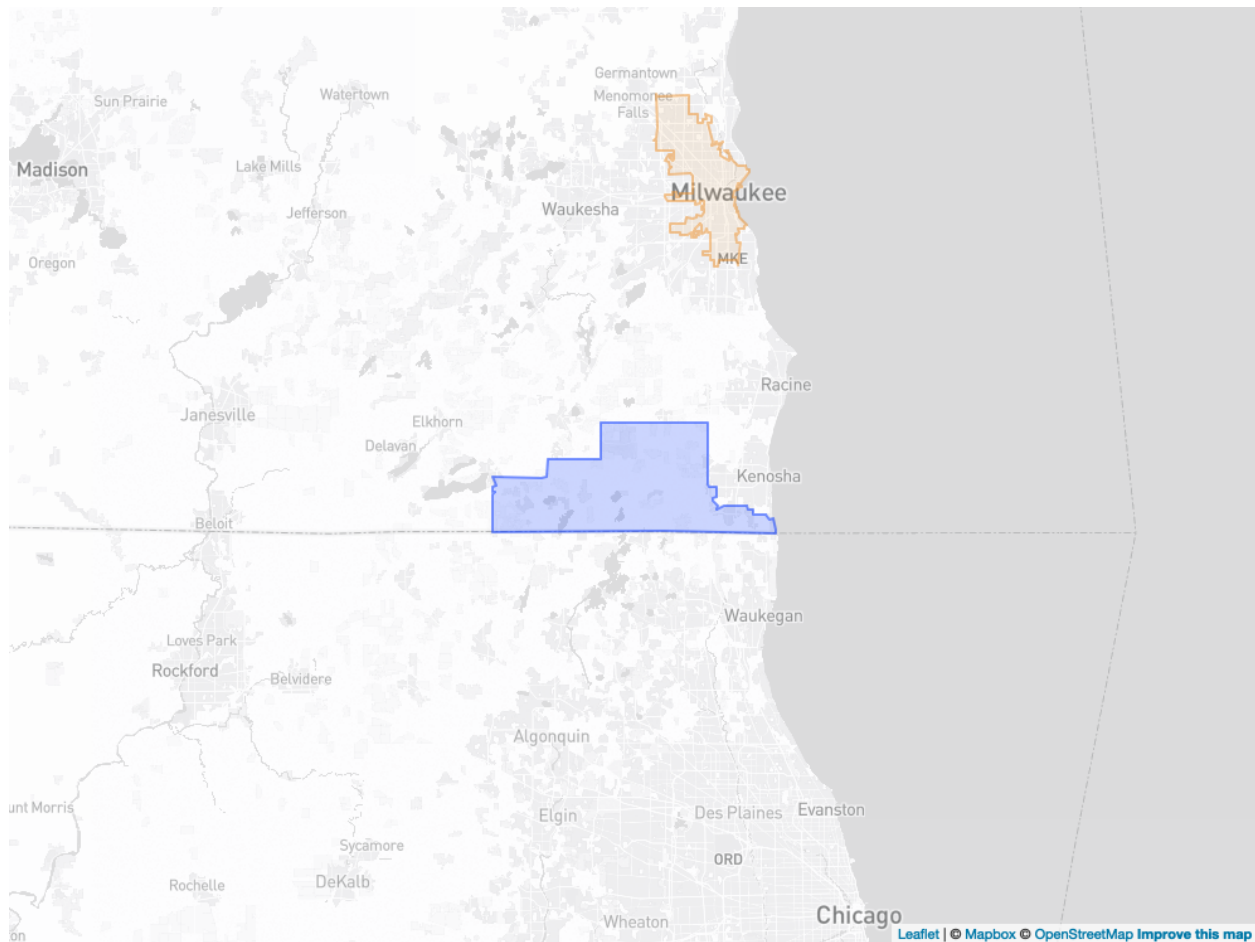 Germantown
Sun Prairie
Watertown
Menomonee
Falls
Madison
Lake Mills
Milwaukee
Jefferson
Waukesha
Oregon
MKE
Racine
Janesville
Elkhorn
Delavan
Kenosha
Beloit
Waukegan
Loves Park
Rockford
Belvidere
Algonquin
unt Morris
Elgin
Des Plaines
Evanston
Sycamore
ORD
Rochelle
DeKalb
Chicago
Wheaton
on
Leaflet | © Mapbox © OpenStreetMap Improve this map